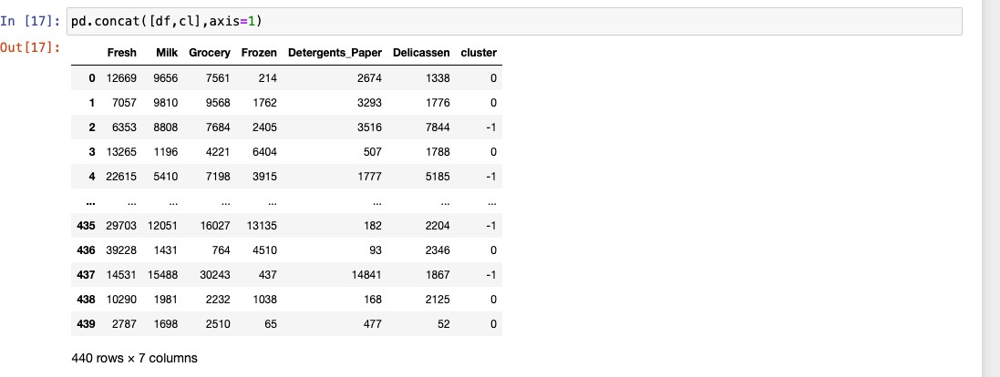 In [17]: pd.concat([df,cl],axis=1)
Out[17]:
Fresh Milk Grocery Frozen Detergents_Paper Delicassen cluster
0 12669 9656 7561 214 2674 1338 0
1 7057 9810 9568 1762 3293 1776 0
2 6353 8808 7684 2405 3516 7844 -1
3 13265 1196 4221 6404 507 1788 0
4 22615 5410 7198 3915 1777 5185 -1
... ... ... ... ... ... ... ...
435 29703 12051 16027 13135 182 2204 -1
436 39228 1431 764 4510 93 2346 0
437 14531 15488 30243 437 14841 1867 -1
438 10290 1981 2232 1038 168 2125 0
439 2787 1698 2510 65 477 52 0
440 rows × 7 columns